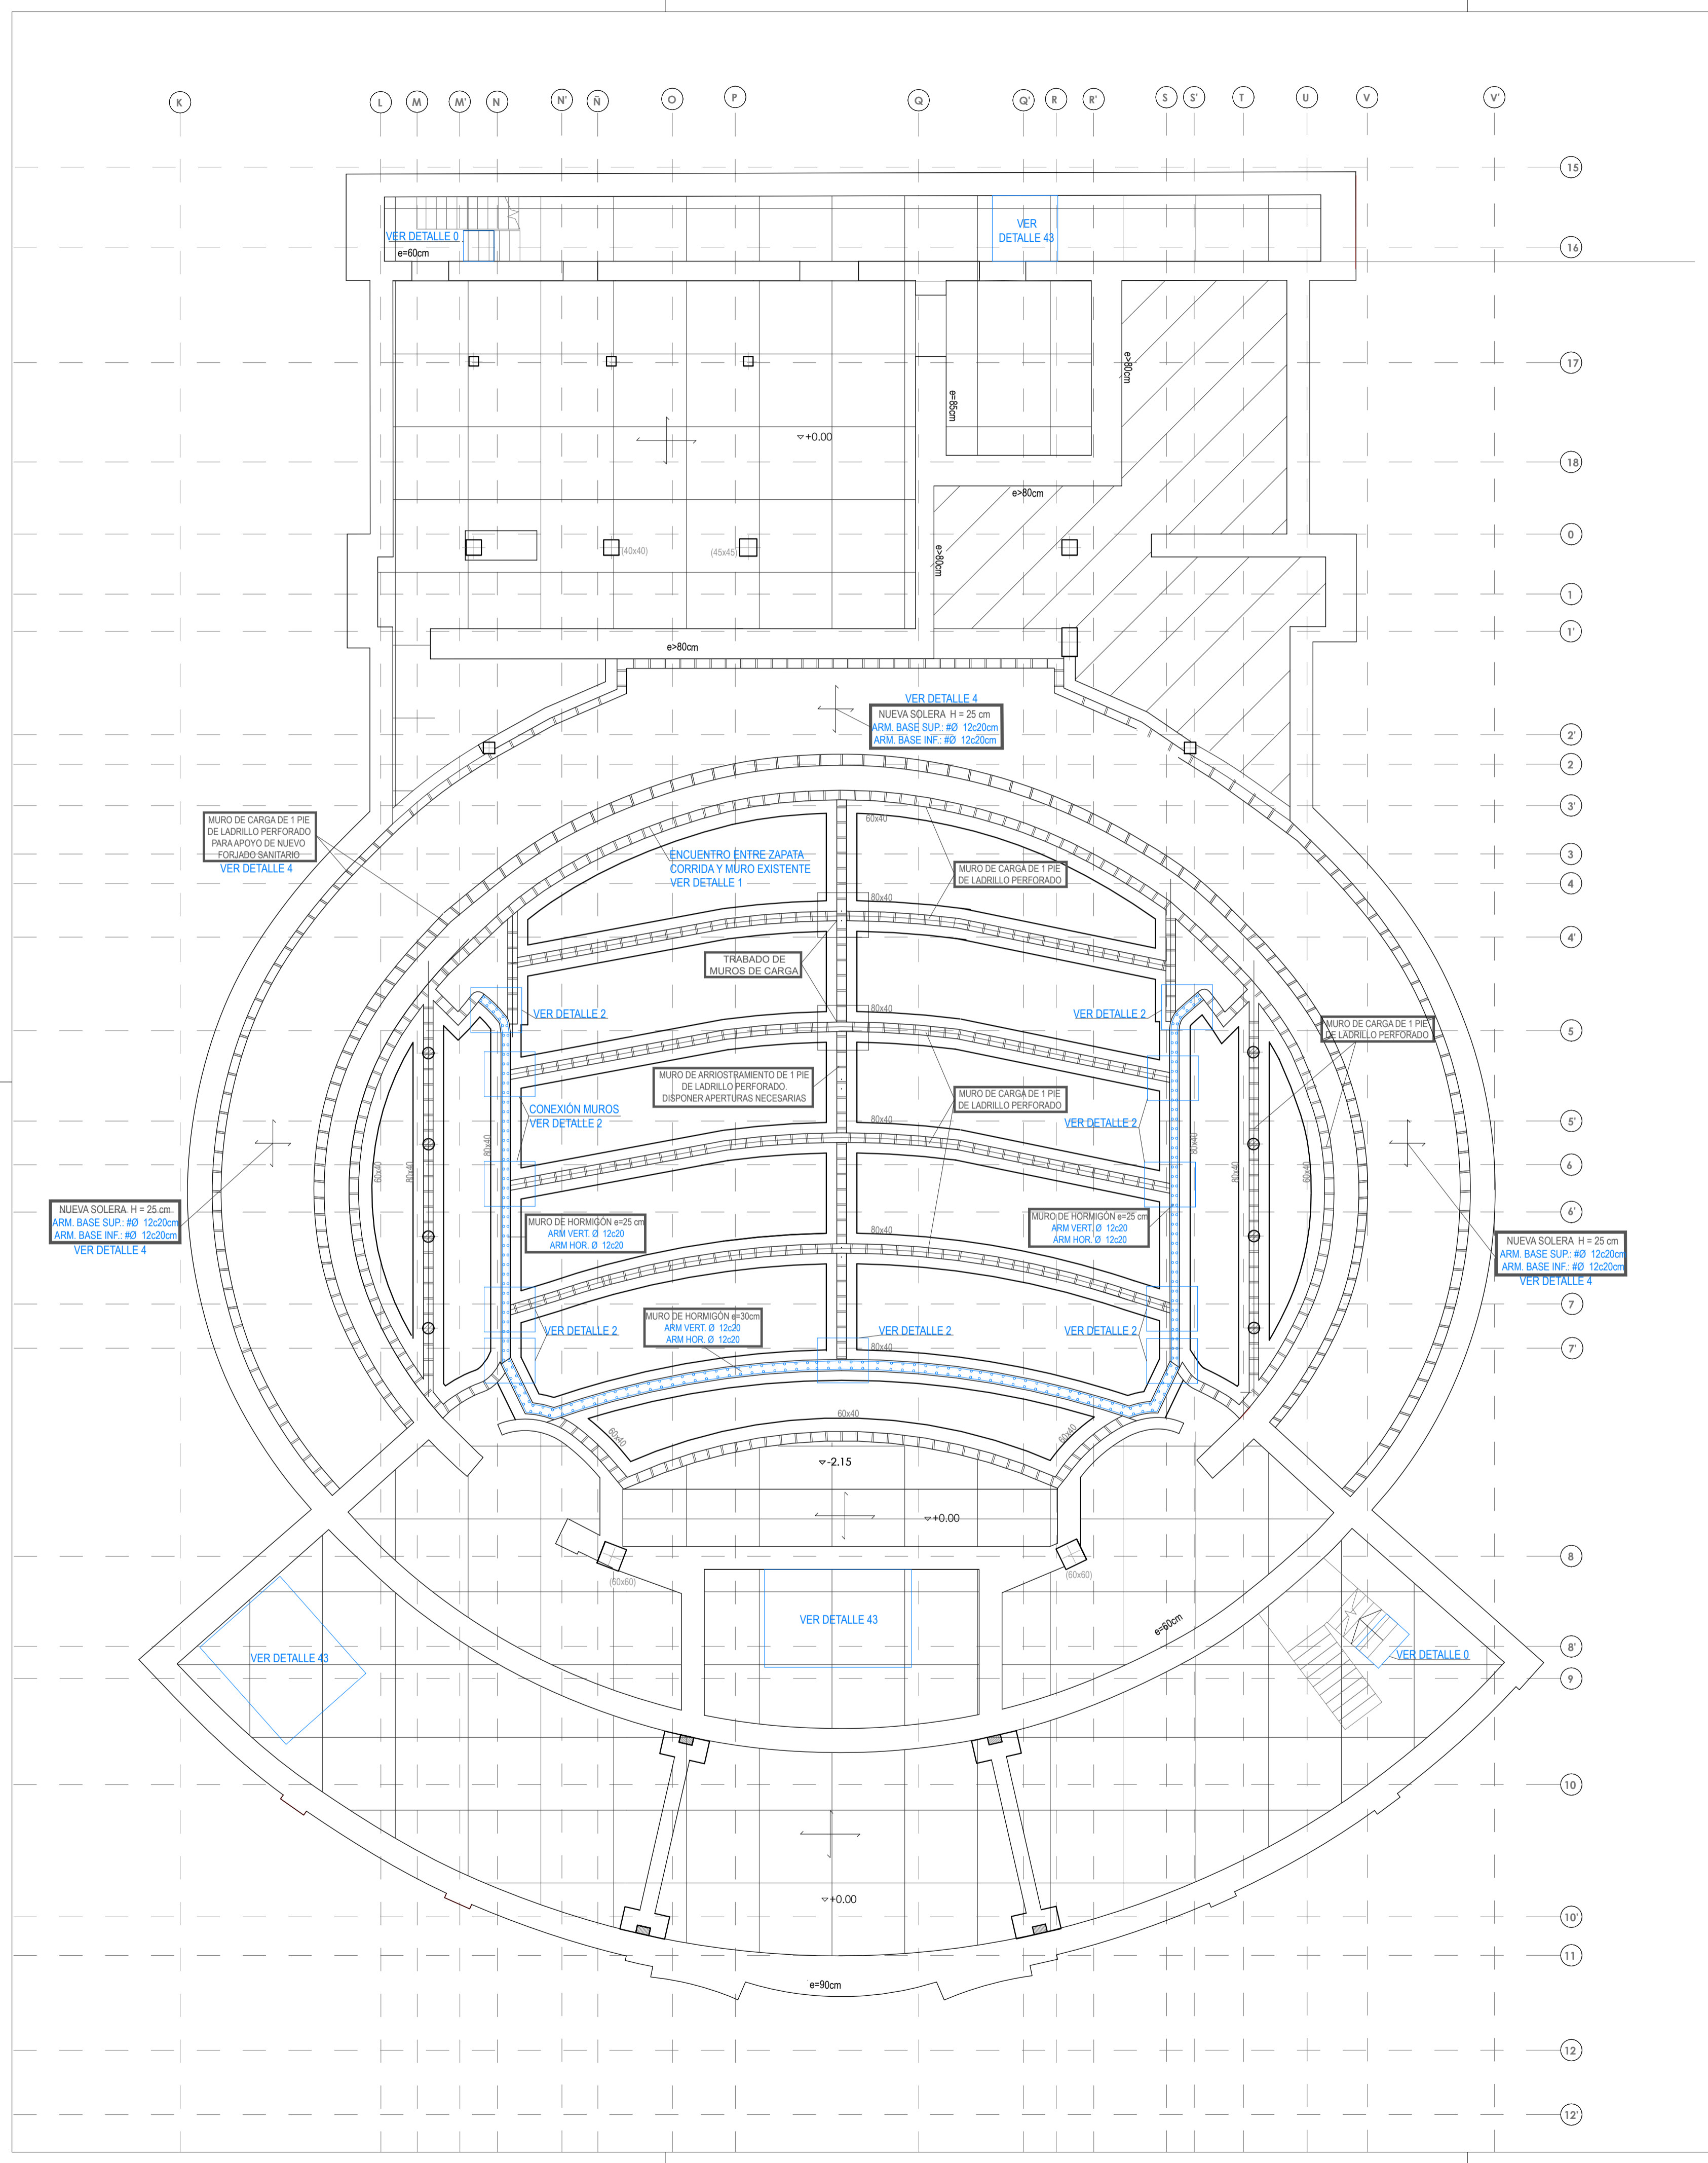 K L M M' N N' Ñ O P Q Q' R R' S S' T U V V'
15
VER
DETALLE 43
VER DETALLE 0
16
e=60cm
17
e>80cm
e=85cm
+0.00
18
e>80cm
0
(40x40)
(45x45)
e>80cm
1
1'
e>80cm
VER DETALLE 4
NUEVA SOLERA H = 25 cm
ARM. BASE SUP.: #Ø 12c20cm
ARM. BASE INF.: #Ø 12c20cm
2'
2
3'
MURO DE CARGA DE 1 PIE
DE LADRILLO PERFORADO
PARA APOYO DE NUEVO
FORJADO SANITARIO
VER DETALLE 4
60x40
ENCUENTRO ENTRE ZAPATA
CORRIDA Y MURO EXISTENTE
VER DETALLE 1
3
MURO DE CARGA DE 1 PIE
DE LADRILLO PERFORADO
4
80x40
4'
TRABADO DE
MUROS DE CARGA
VER DETALLE 2
80x40
VER DETALLE 2
MURO DE CARGA DE 1 PIE
DE LADRILLO PERFORADO
5
MURO DE ARRIOSTRAMIENTO DE 1 PIE
DE LADRILLO PERFORADO.
DISPONER APERTURAS NECESARIAS
MURO DE CARGA DE 1 PIE
DE LADRILLO PERFORADO
CONEXIÓN MUROS
VER DETALLE 2
80x40
VER DETALLE 2
5'
60x40
80x40
80x40
80x40
80x40
60x40
6
NUEVA SOLERA H = 25 cm.
ARM. BASE SUP.: #Ø 12c20cm
ARM. BASE INF.: #Ø 12c20cm
VER DETALLE 4
MURO DE HORMIGÓN e=25 cm
ARM VERT. Ø 12c20
ARM HOR. Ø 12c20
80x40
MURO DE HORMIGÓN e=25 cm
ARM VERT. Ø 12c20
ARM HOR. Ø 12c20
6'
NUEVA SOLERA H = 25 cm
ARM. BASE SUP.: #Ø 12c20cm
ARM. BASE INF.: #Ø 12c20cm
VER DETALLE 4
7
MURO DE HORMIGÓN e=30cm
ARM VERT. Ø 12c20
ARM HOR. Ø 12c20
VER DETALLE 2
VER DETALLE 2
VER DETALLE 2
80x40
7'
60x40
60x40
60x40
-2.15
+0.00
8
(60x60)
(60x60)
VER DETALLE 43
e=60cm
8'
VER DETALLE 43
VER DETALLE 0
9
10
+0.00
10'
11
e=90cm
12
12'